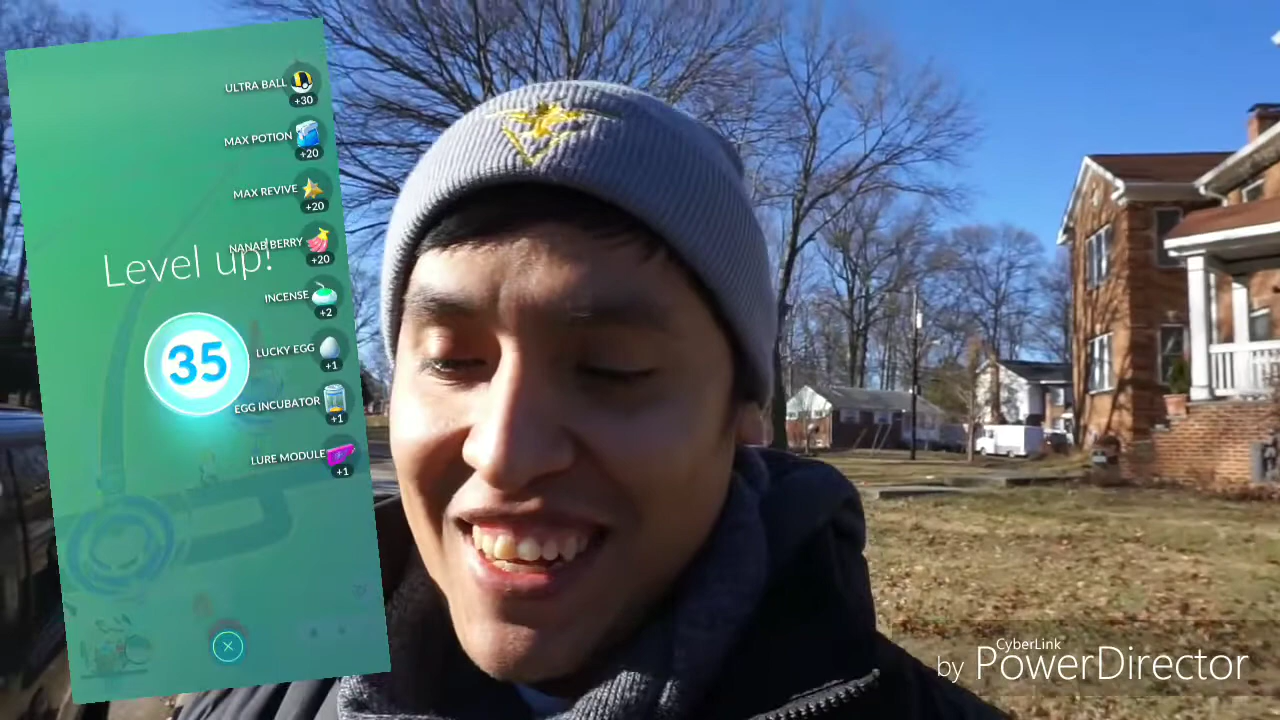 ULTRA BALL
+30
MAX POTION
+20
MAX REVIVE
+20
NANAB BERRY
+20
Level up!
INCENSE
+2
35
LUCKY EGG
+1
EGG INCUBATOR
+1
LURE MODULE
+1
CyberLink
by PowerDirector